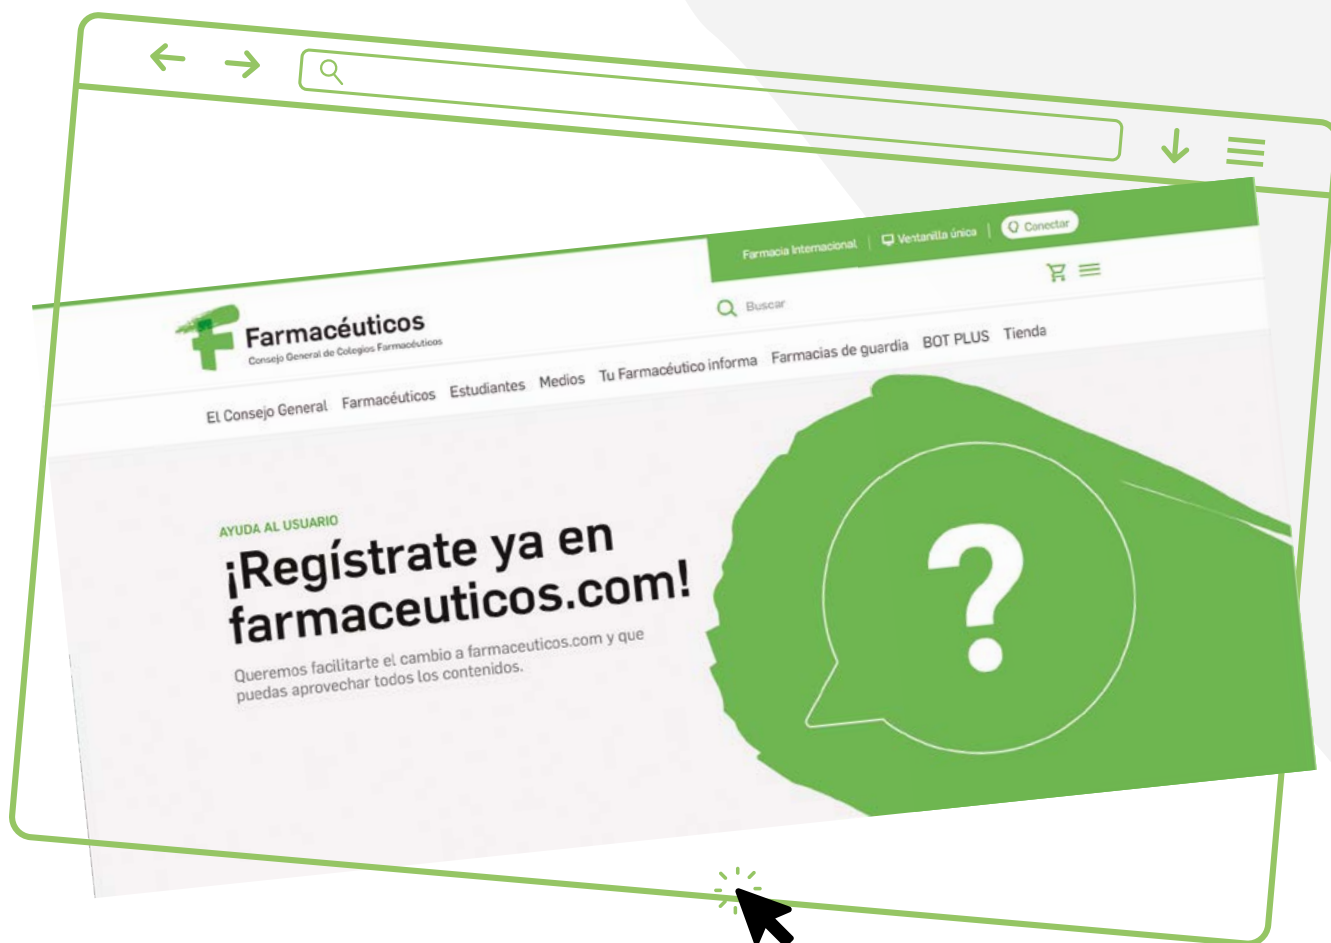 Farmacia Internacional
Ventanilla única
Conectar
Farmacéuticos
Consejo General de Colegios Farmacéuticos
Buscar
El Consejo General Farmacéuticos Estudiantes Medios Tu Farmacéutico informa Farmacias de guardia BOT PLUS Tienda
AYUDA AL USUARIO
¡Regístrate ya en
farmaceuticos.com!
Queremos facilitarte el cambio a farmaceuticos.com y que
puedas aprovechar todos los contenidos.
?